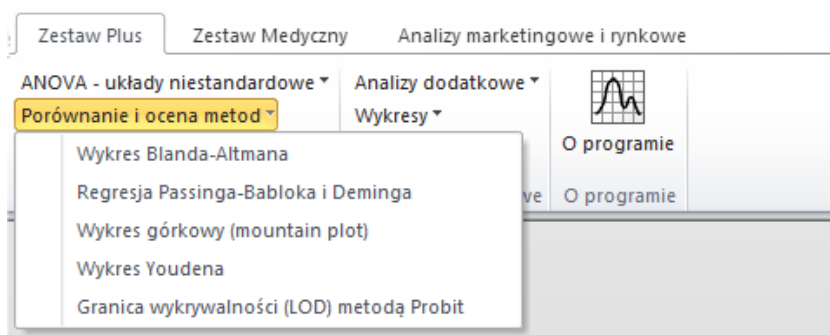 Zestaw Plus Zestaw Medyczny Analizy marketingowe i rynkowe
ANOVA - układy niestandardowe Analizy dodatkowe
Porównanie i ocena metod Wykresy
O programie
Wykres Blanda-Altmana
Regresja Passinga-Babloka i Deminga
we O programie
Wykres górkowy (mountain plot)
Wykres Youdena
Granica wykrywalności (LOD) metodą Probit